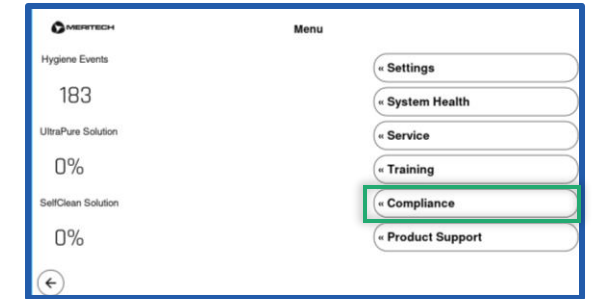 MERITECH
Menu
Hygiene Events
183
UltraPure Solution
0%
SelfClean Solution
0%
« Settings
« System Health
« Service
« Training
« Compliance
« Product Support